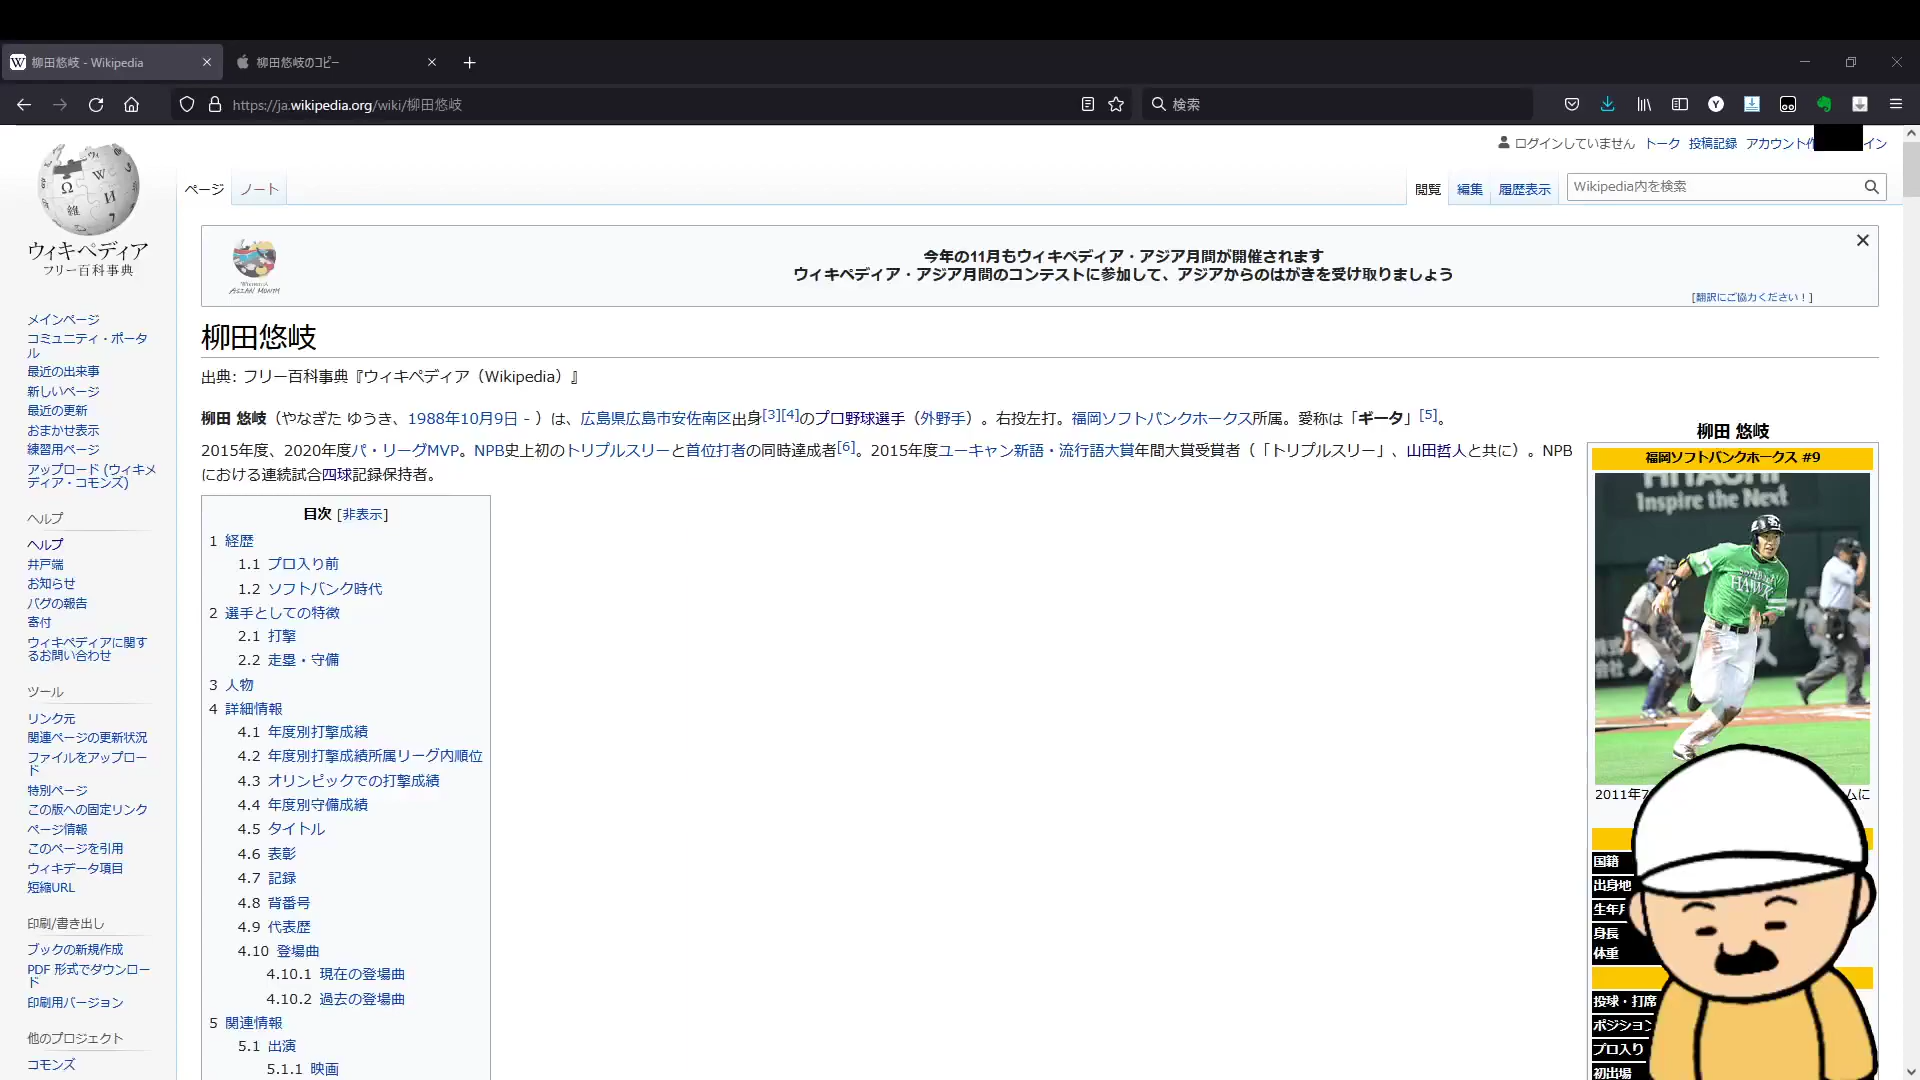 柳田悠岐 - Wikipedia
柳田悠岐のコピー
https://ja.wikipedia.org/wiki/柳田悠岐
検索
ログインしていません トーク 投稿記録 アカウント作 イン
ページ ノート 閲覧 編集 履歴表示 Wikipedia内を検索
ウィキペディア
フリー百科事典
今年の11月もウィキペディア・アジア月間が開催されます
ウィキペディア・アジア月間のコンテストに参加して、アジアからのはがきを受け取りましょう
[翻訳にご協力ください！]
メインページ
コミュニティ・ポータ
ル
最近の出来事
新しいページ
最近の更新
おまかせ表示
練習用ページ
アップロード (ウィキメ
ディア・コモンズ)
ヘルプ
ヘルプ
井戸端
お知らせ
バグの報告
寄付
ウィキペディアに関す
るお問い合わせ
ツール
リンク元
関連ページの更新状況
ファイルをアップロー
ド
特別ページ
この版への固定リンク
ページ情報
このページを引用
ウィキデータ項目
短縮URL
印刷/書き出し
ブックの新規作成
PDF 形式でダウンロー
ド
印刷用バージョン
他のプロジェクト
コモンズ
柳田悠岐
出典: フリー百科事典『ウィキペディア（Wikipedia）』
柳田 悠岐（やなぎた ゆうき、1988年10月9日 - ）は、広島県広島市安佐南区出身[3][4]のプロ野球選手（外野手）。右投左打。福岡ソフトバンクホークス所属。愛称は「ギータ」[5]。
2015年度、2020年度パ・リーグMVP。NPB史上初のトリプルスリーと首位打者の同時達成者[6]。2015年度ユーキャン新語・流行語大賞年間大賞受賞者（「トリプルスリー」、山田哲人と共に）。NPB
における連続試合四球記録保持者。
目次 [非表示]
1 経歴
1.1 プロ入り前
1.2 ソフトバンク時代
2 選手としての特徴
2.1 打撃
2.2 走塁・守備
3 人物
4 詳細情報
4.1 年度別打撃成績
4.2 年度別打撃成績所属リーグ内順位
4.3 オリンピックでの打撃成績
4.4 年度別守備成績
4.5 タイトル
4.6 表彰
4.7 記録
4.8 背番号
4.9 代表歴
4.10 登場曲
4.10.1 現在の登場曲
4.10.2 過去の登場曲
5 関連情報
5.1 出演
5.1.1 映画
柳田 悠岐
福岡ソフトバンクホークス #9
HITACHI
Inspire the Next
HAWKS
2011年7 ムに
国籍
出身地
生年月
身長
体重
投球・打席
ポジション
プロ入り
初出場